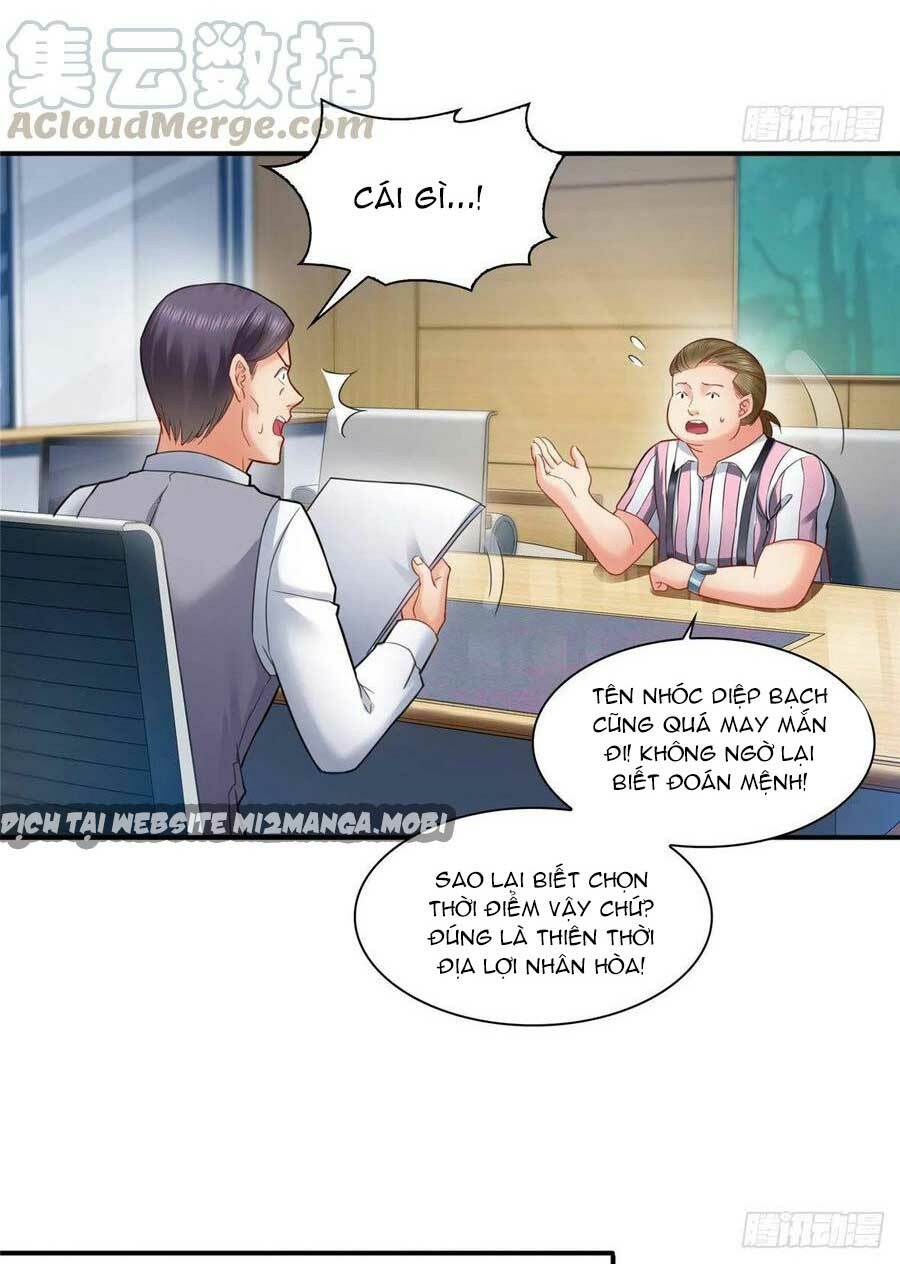 集云数据
ACloudMerge.com
腾讯动漫
CÁI GÌ...!
TÊN NHÓC DIỆP BẠCH
CŨNG QUÁ MAY MẮN
ĐI! KHÔNG NGỜ LẠI
BIẾT ĐOÁN MỆNH!
DỊCH TẠI WEBSITE MI2MANGA.MOBI
SAO LẠI BIẾT CHỌN
THỜI ĐIỂM VẬY CHỨ?
ĐÚNG LÀ THIÊN THỜI
ĐỊA LỢI NHÂN HÒA!
腾讯动漫